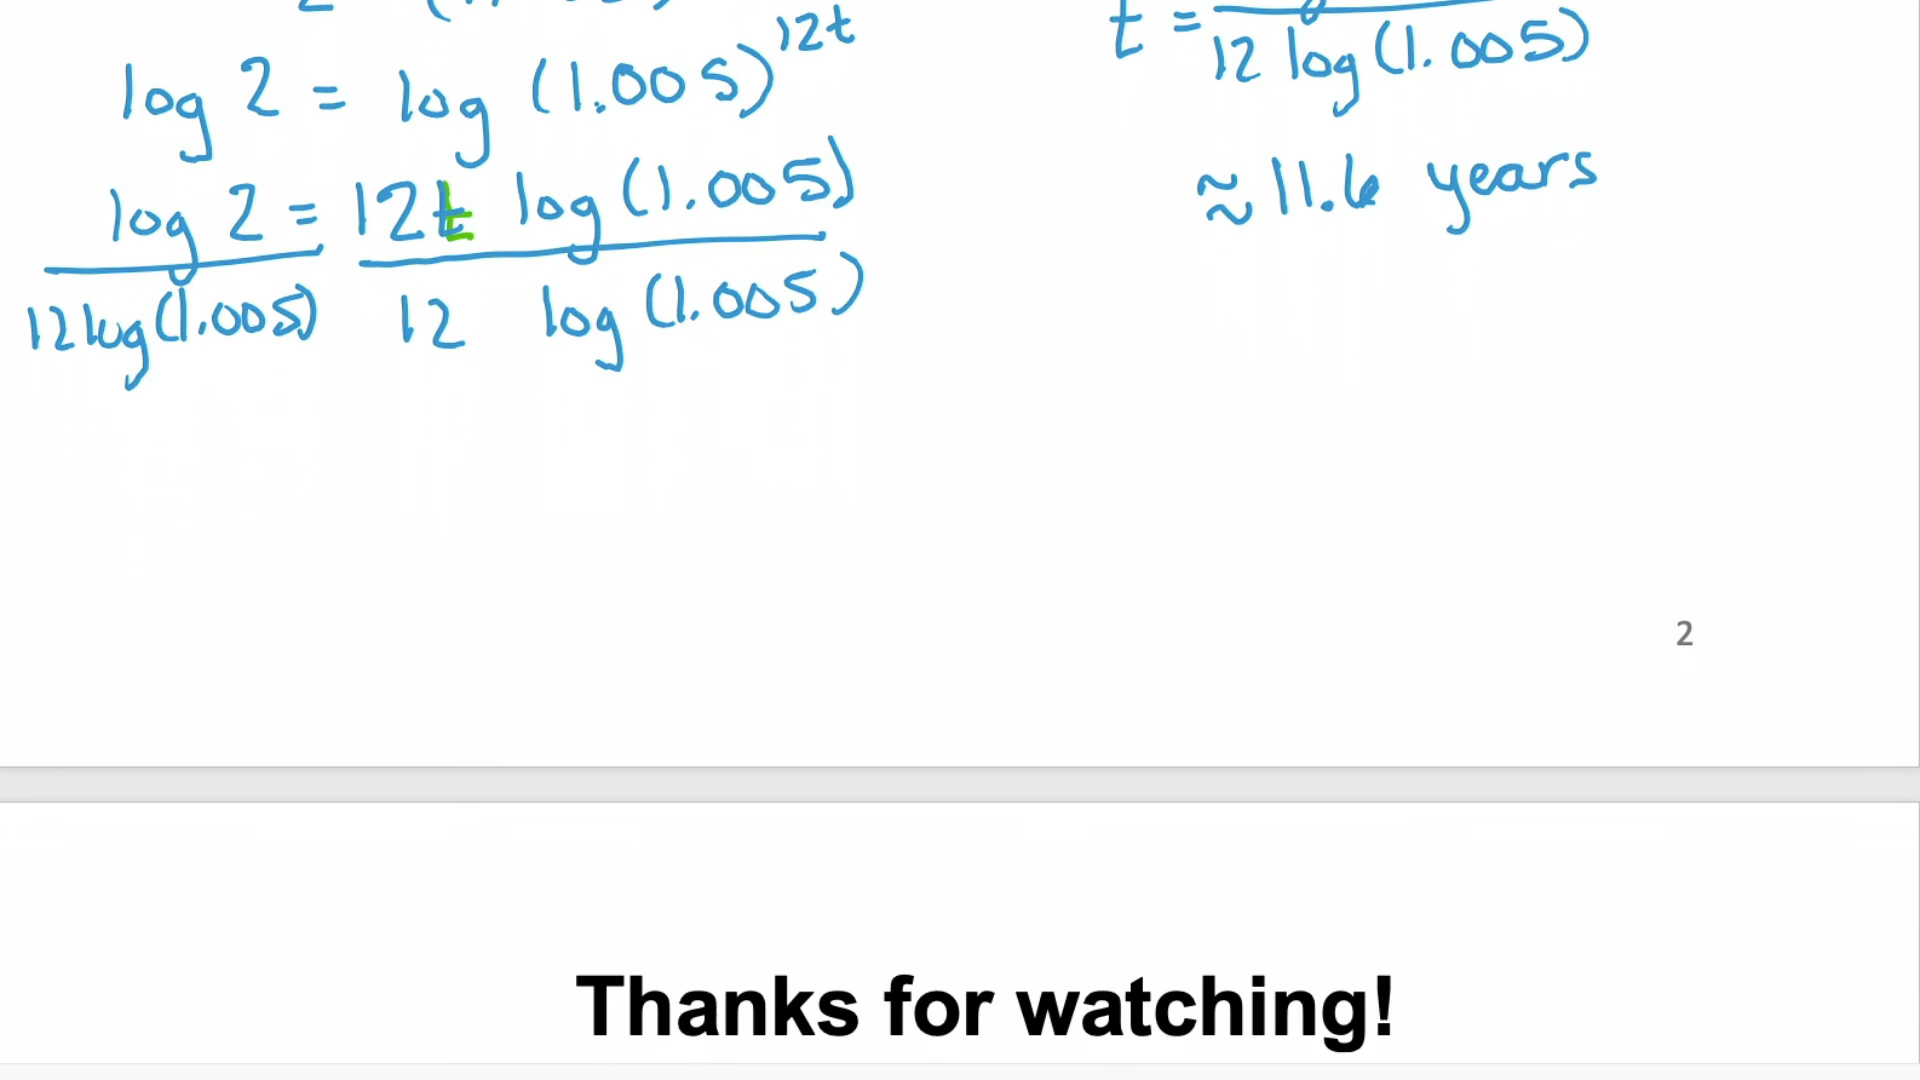 log 2 = log (1.005)^12t
log 2 = 12t log (1.005)
12 log (1.005) 12 log (1.005)
t =
12 log (1.005)
≈ 11.6 years
2
Thanks for watching!